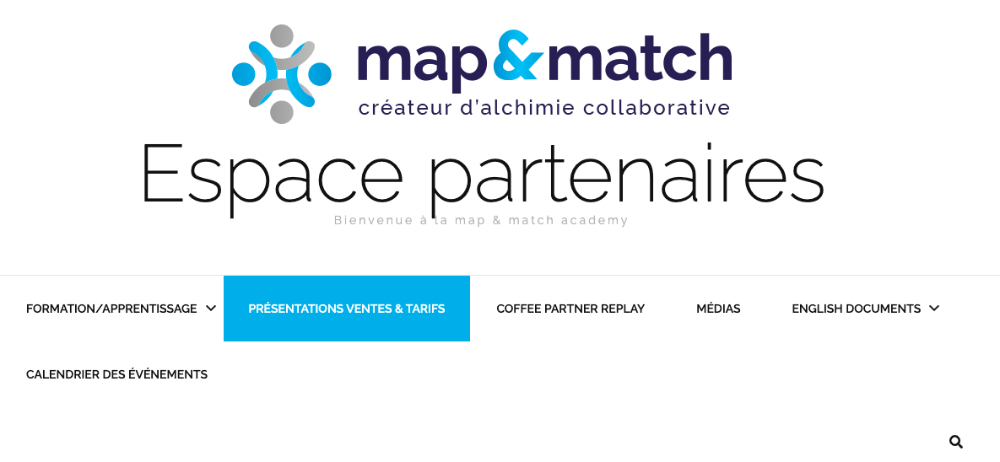 map&match
créateur d'alchimie collaborative
Espace partenaires
Bienvenue à la map & match academy
FORMATION/APPRENTISSAGE PRÉSENTATIONS VENTES & TARIFS COFFEE PARTNER REPLAY MÉDIAS ENGLISH DOCUMENTS
CALENDRIER DES ÉVÉNEMENTS